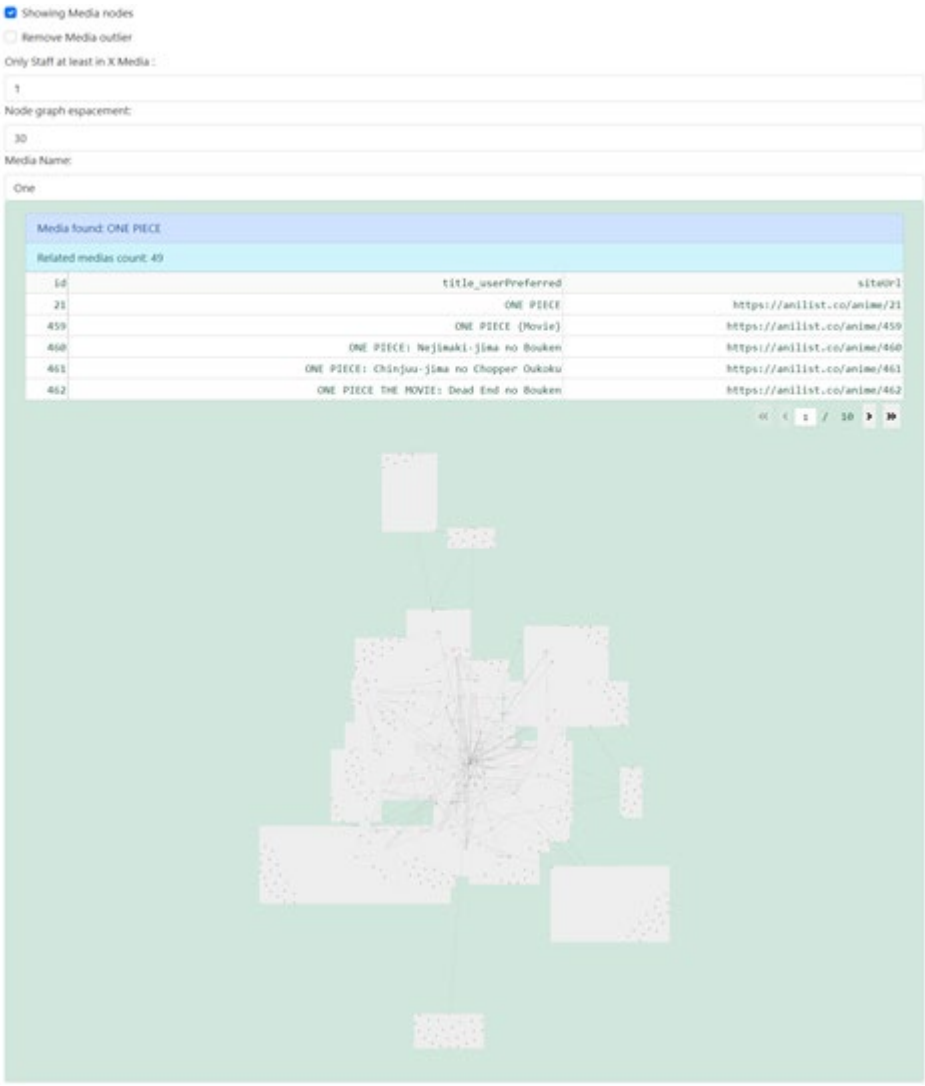 Showing Media nodes
Remove Media outlier
Only Staff at least in X Media :
1
Node graph espacement:
30
Media Name:
One
Media found: ONE PIECE
Related medias count: 49
id title_userPreferred siteUrl
21 ONE PIECE https://anilist.co/anime/21
459 ONE PIECE (Movie) https://anilist.co/anime/459
460 ONE PIECE: Nejimaki-jima no Bouken https://anilist.co/anime/460
461 ONE PIECE: Chinjuu-jima no Chopper Oukoku https://anilist.co/anime/461
462 ONE PIECE THE MOVIE: Dead End no Bouken https://anilist.co/anime/462
« ‹ 1 / 10 › »